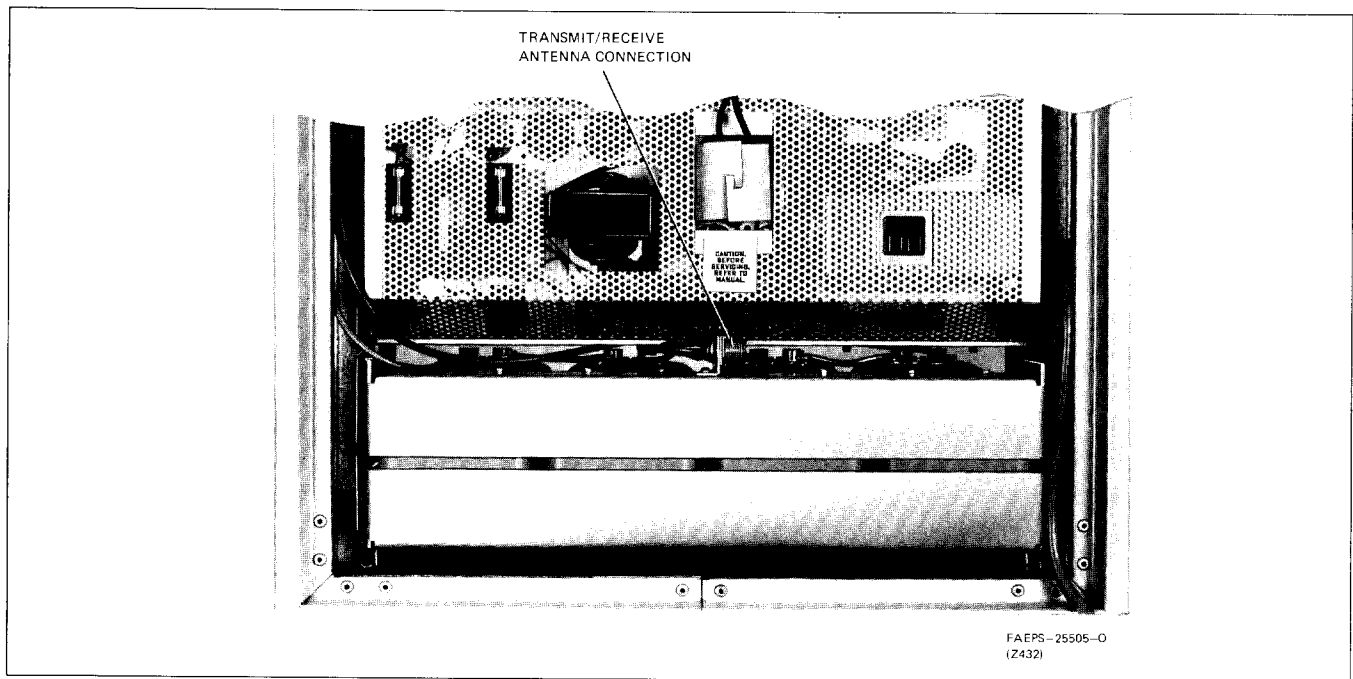 TRANSMIT/RECEIVE
ANTENNA CONNECTION
CAUTION,
BEFORE
SERVICING,
REFER TO
MANUAL
FAEPS-25505-O
(Z432)